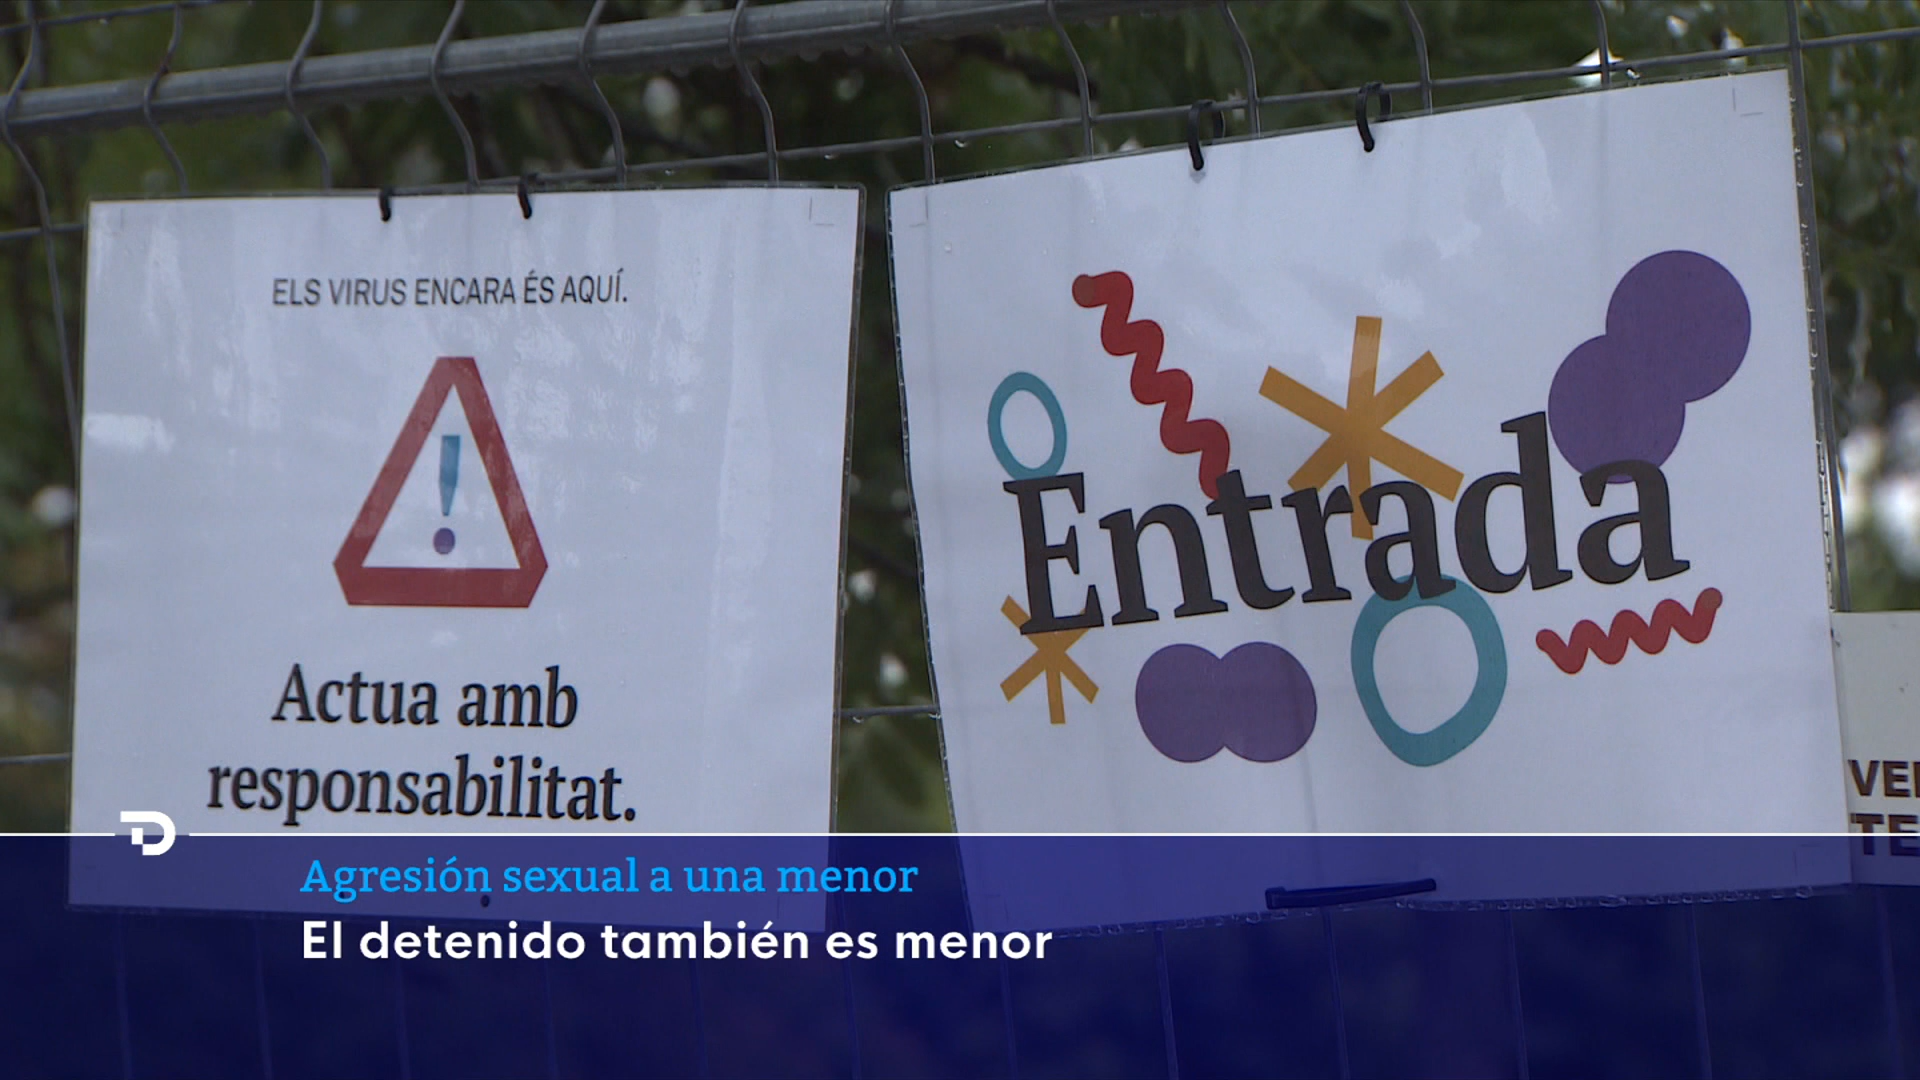 ELS VIRUS ENCARA ÉS AQUÍ.
Actua amb
responsabilitat.
Entrada
Agresión sexual a una menor
El detenido también es menor